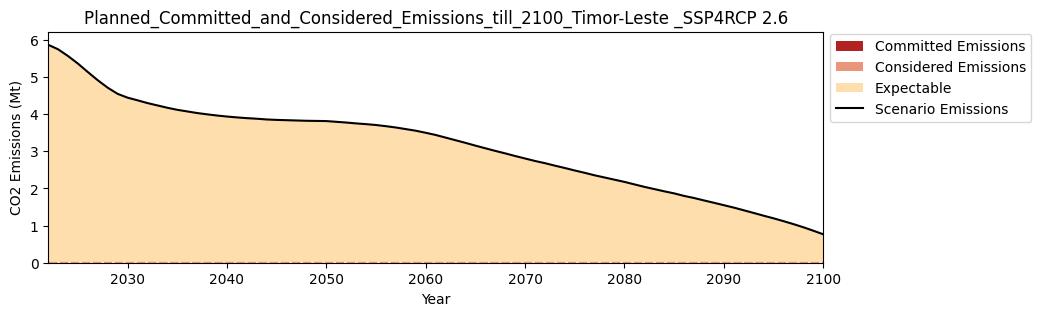 Planned_Committed_and_Considered_Emissions_till_2100_Timor-Leste _SSP4RCP 2.6
6
5
4
3
2
1
0
CO2 Emissions (Mt)
2030 2040 2050 2060 2070 2080 2090 2100
Year
Committed Emissions
Considered Emissions
Expectable
Scenario Emissions